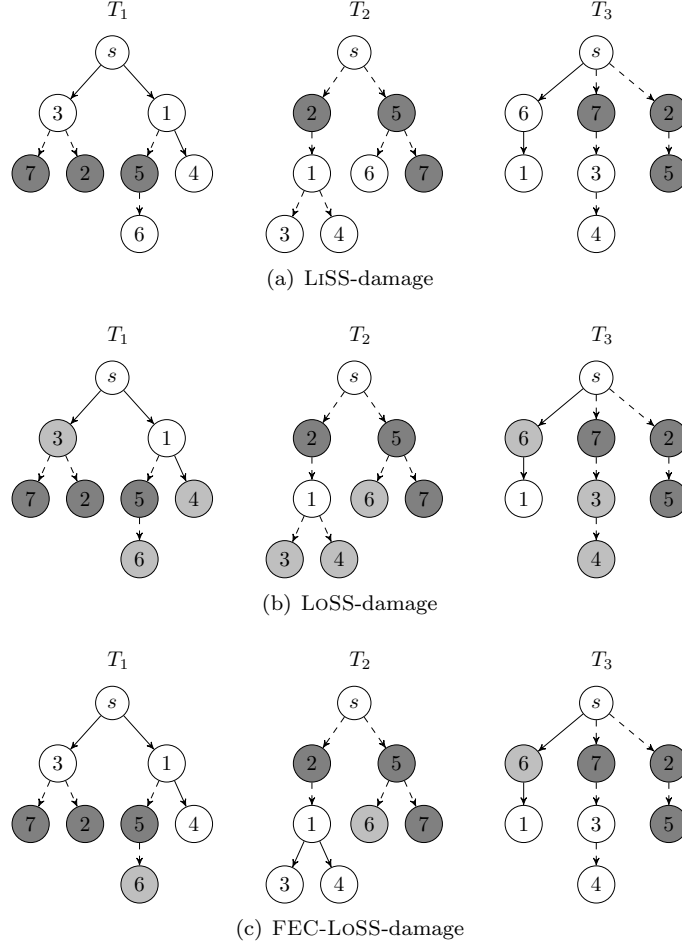 T1 T2 T3
s s s
3 1 2 5 6 7 2
7 2 5 4 1 6 7 1 3 5
6 3 4 4
(a) LISS-damage
T1 T2 T3
s s s
3 1 2 5 6 7 2
7 2 5 4 1 6 7 1 3 5
6 3 4 4
(b) LOSS-damage
T1 T2 T3
s s s
3 1 2 5 6 7 2
7 2 5 4 1 6 7 1 3 5
6 3 4 4
(c) FEC-LOSS-damage